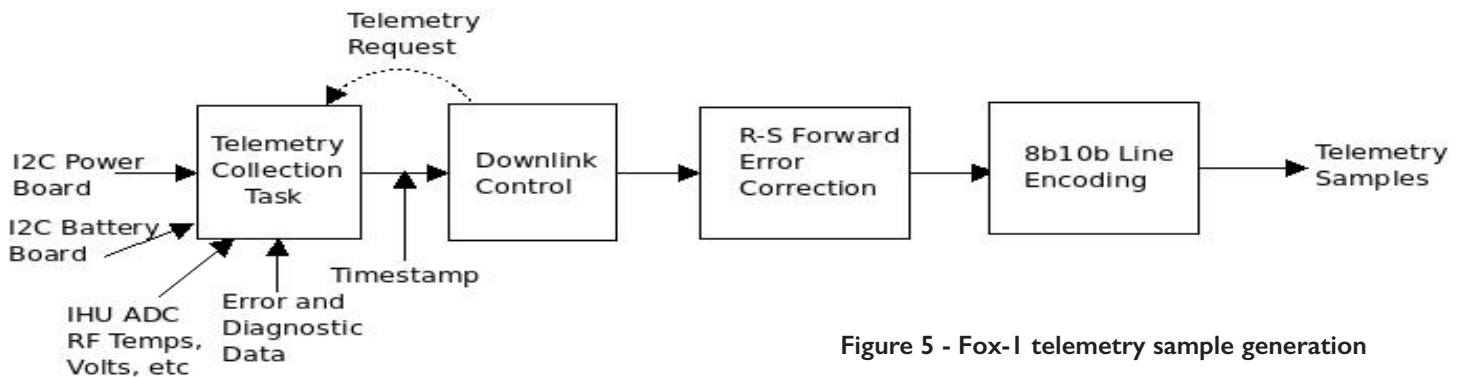 Telemetry
Request
Telemetry
Collection
Task
Downlink
Control
R-S Forward
Error
Correction
8b10b Line
Encoding
Telemetry
Samples
I2C Power
Board
I2C Battery
Board
Timestamp
IHU ADC
RF Temps,
Volts, etc
Error and
Diagnostic
Data
Figure 5 - Fox-1 telemetry sample generation